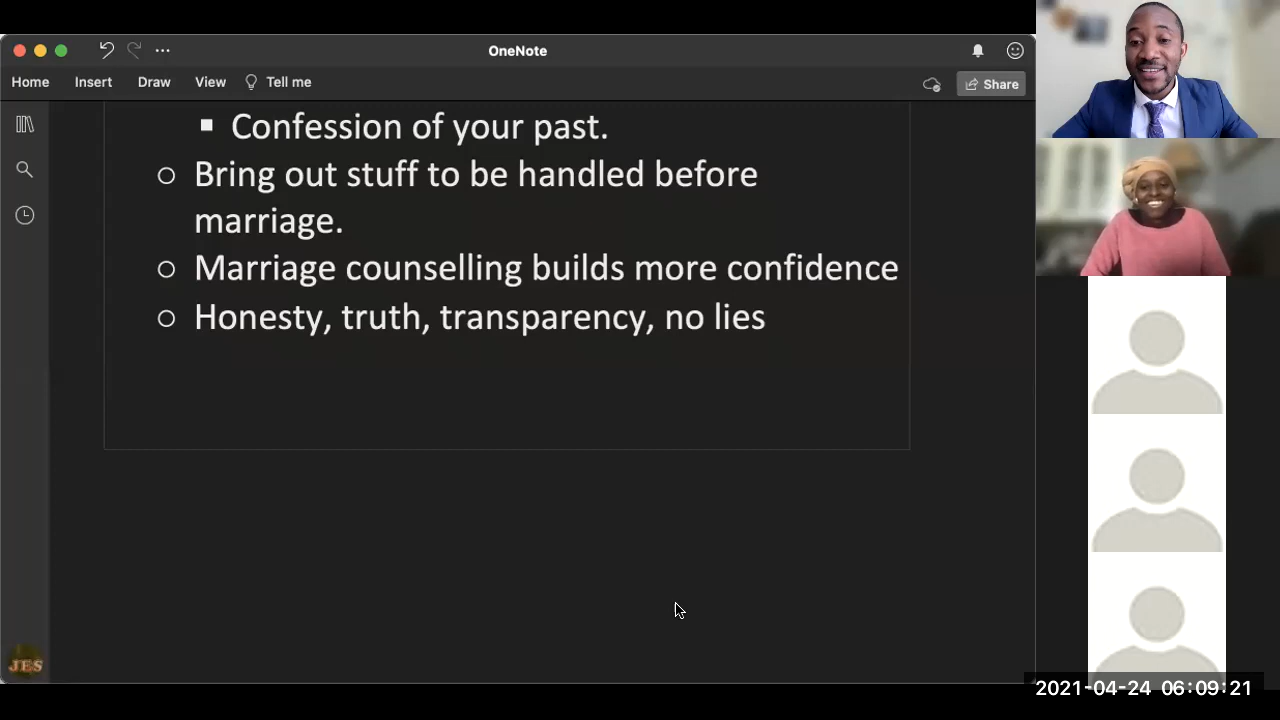 OneNote
Home Insert Draw View Tell me Share
▪ Confession of your past.
○ Bring out stuff to be handled before
marriage.
○ Marriage counselling builds more confidence
○ Honesty, truth, transparency, no lies
JES
2021-04-24 06:09:21